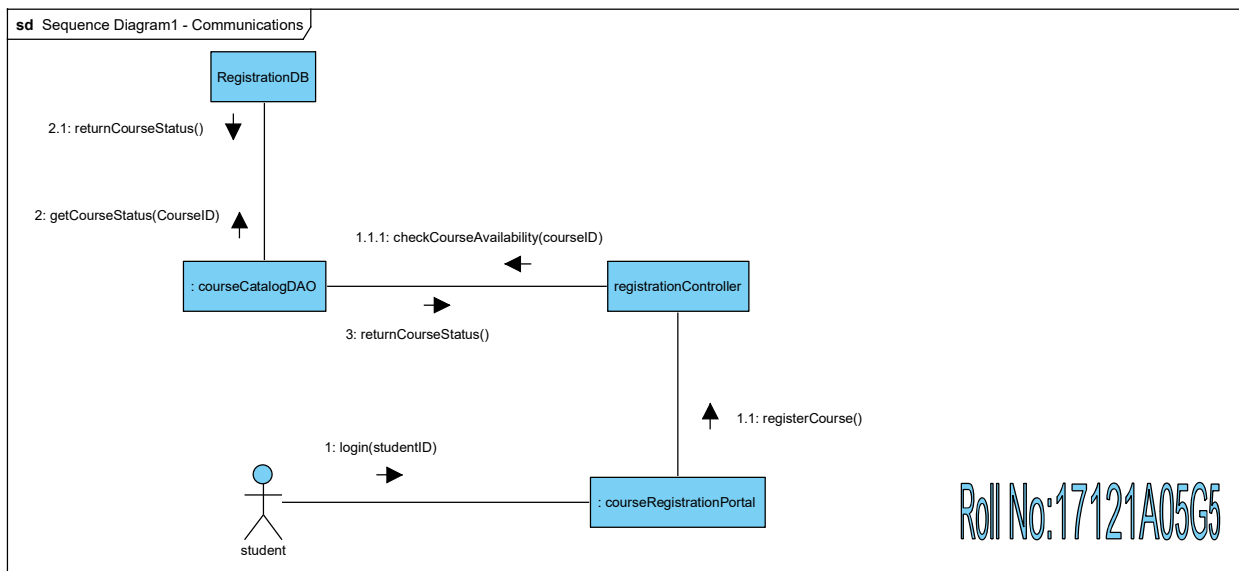 sd Sequence Diagram1 - Communications
RegistrationDB
2.1: returnCourseStatus()
2: getCourseStatus(CourseID)
1.1.1: checkCourseAvailability(courseID)
: courseCatalogDAO
registrationController
3: returnCourseStatus()
1.1: registerCourse()
1: login(studentID)
: courseRegistrationPortal
student
Roll No:17121A05G5